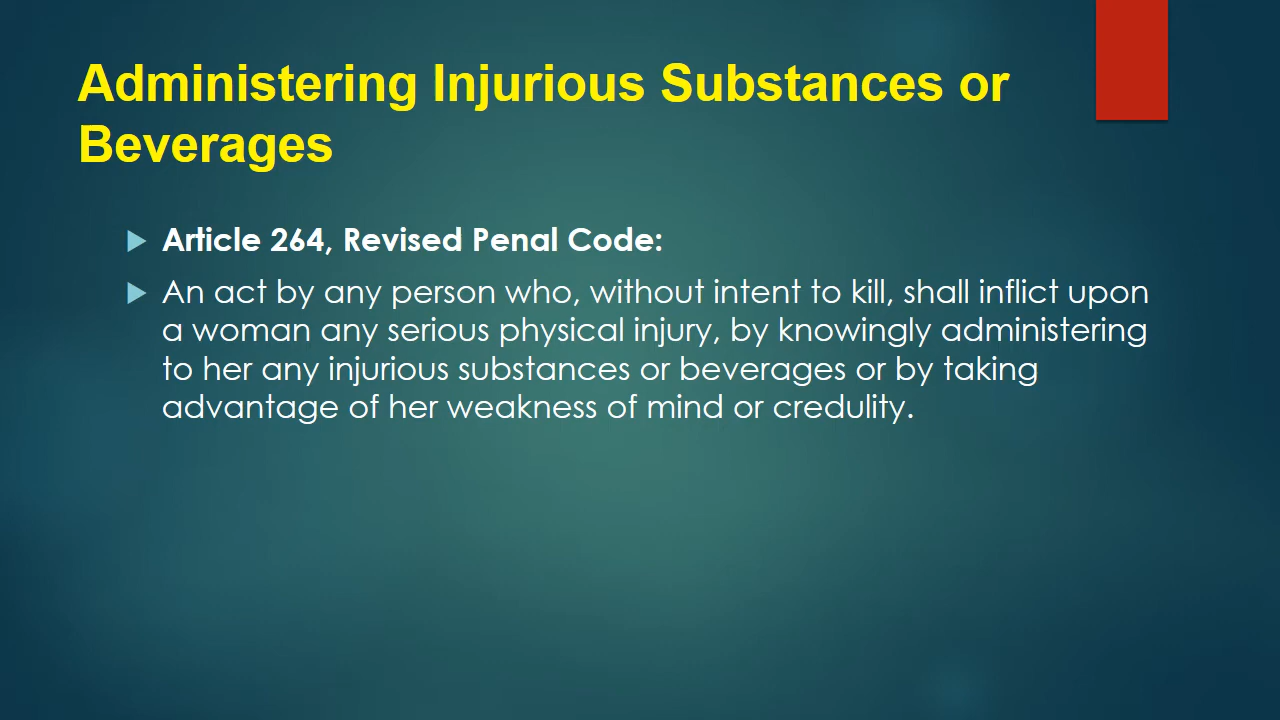 Administering Injurious Substances or
Beverages
Article 264, Revised Penal Code:
An act by any person who, without intent to kill, shall inflict upon
a woman any serious physical injury, by knowingly administering
to her any injurious substances or beverages or by taking
advantage of her weakness of mind or credulity.